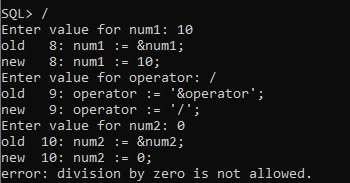 SQL> /
Enter value for num1: 10
old   8: num1 := &num1;
new   8: num1 := 10;
Enter value for operator: /
old   9: operator := '&operator';
new   9: operator := '/';
Enter value for num2: 0
old  10: num2 := &num2;
new  10: num2 := 0;
error: division by zero is not allowed.